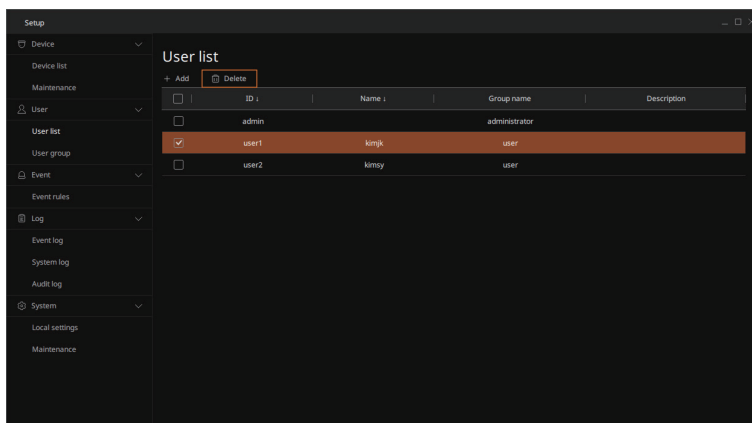 Setup
Device
Device list
Maintenance
User
User list
User group
Event
Event rules
Log
Event log
System log
Audit log
System
Local settings
Maintenance
User list
+ Add Delete
ID ↓ Name ↓ Group name Description
admin administrator
user1 kimjk user
user2 kimsy user